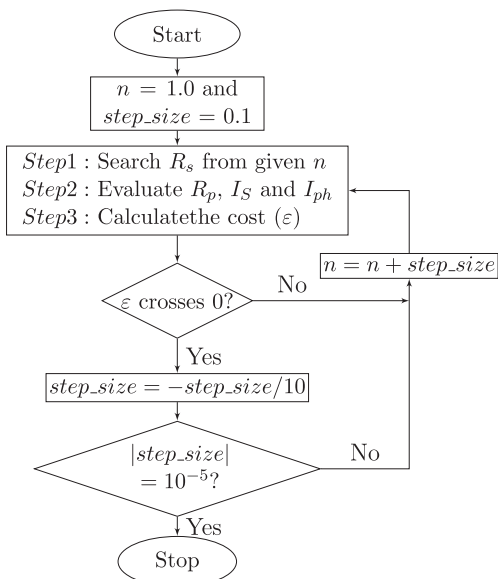 Start
n = 1.0 and
step_size = 0.1
Step1 : Search R_s from given n
Step2 : Evaluate R_p, I_S and I_ph
Step3 : Calculatethe cost (ε)
n = n + step_size
ε crosses 0?
No
Yes
step_size = −step_size/10
|step_size|
= 10⁻⁵?
No
Yes
Stop